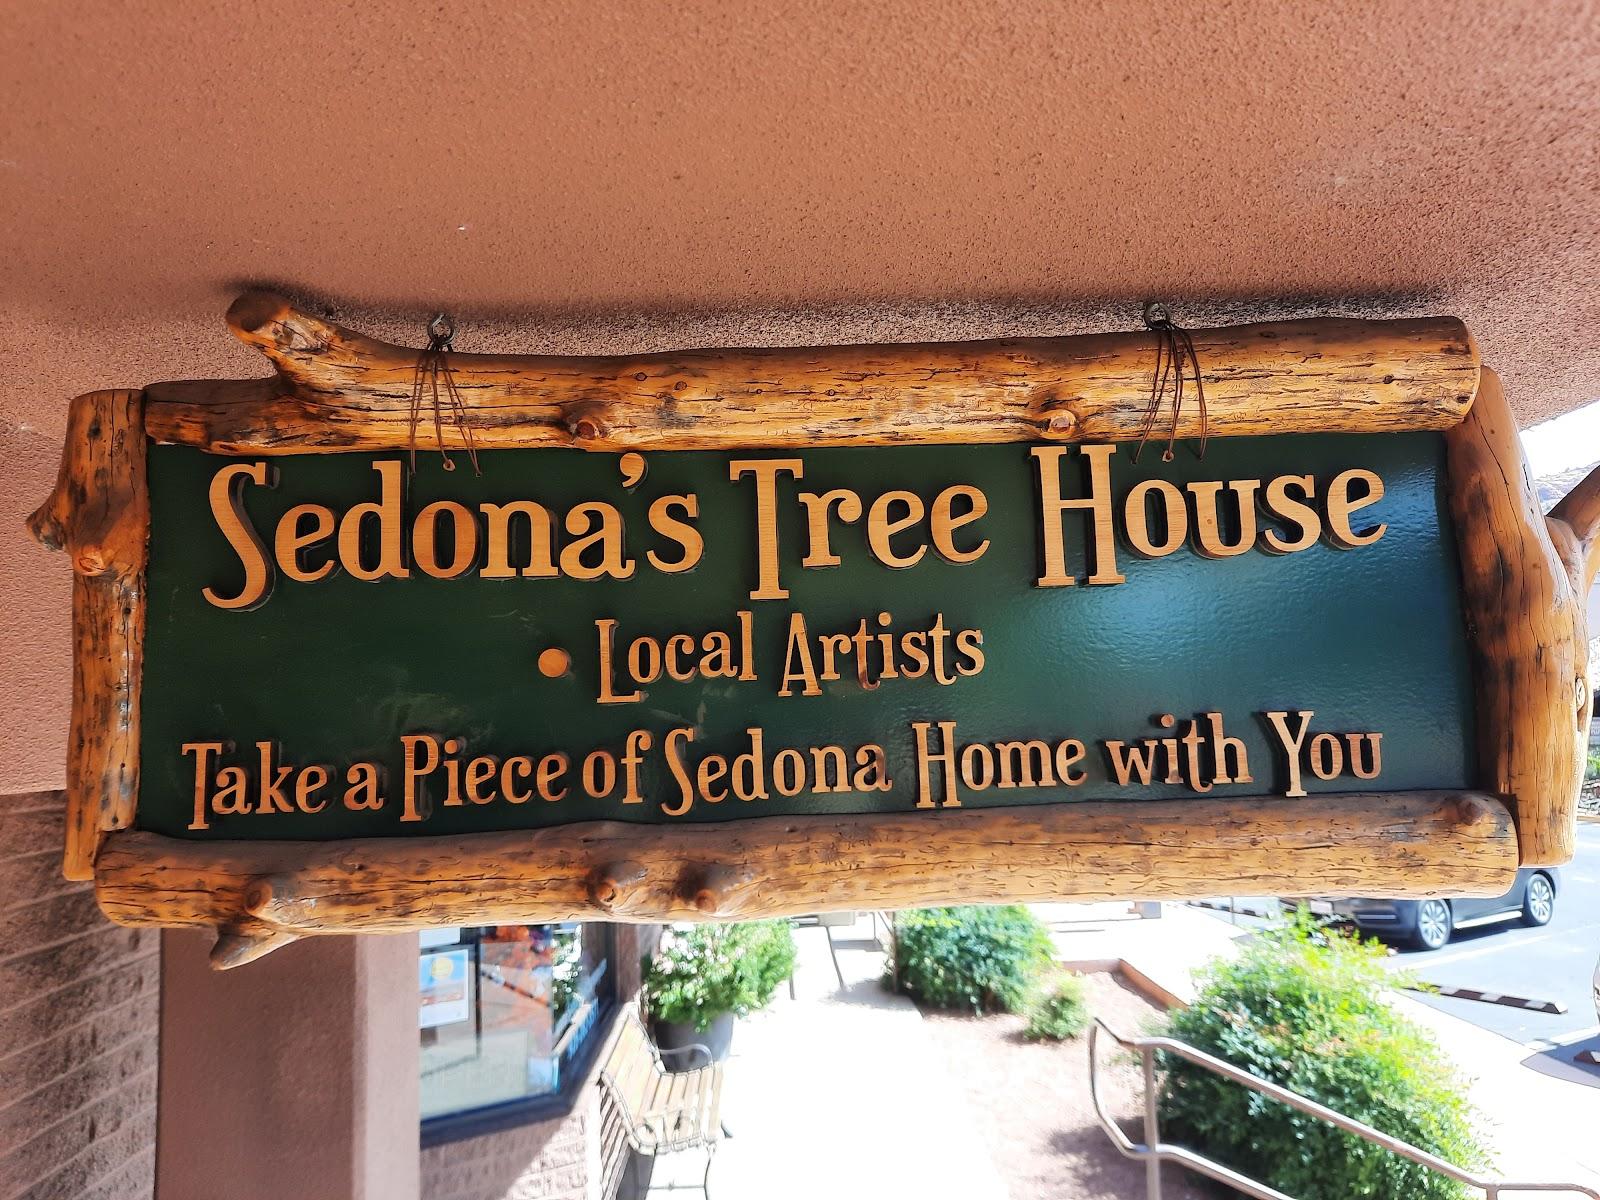 Sedona's Tree House
• Local Artists
Take a Piece of Sedona Home with You